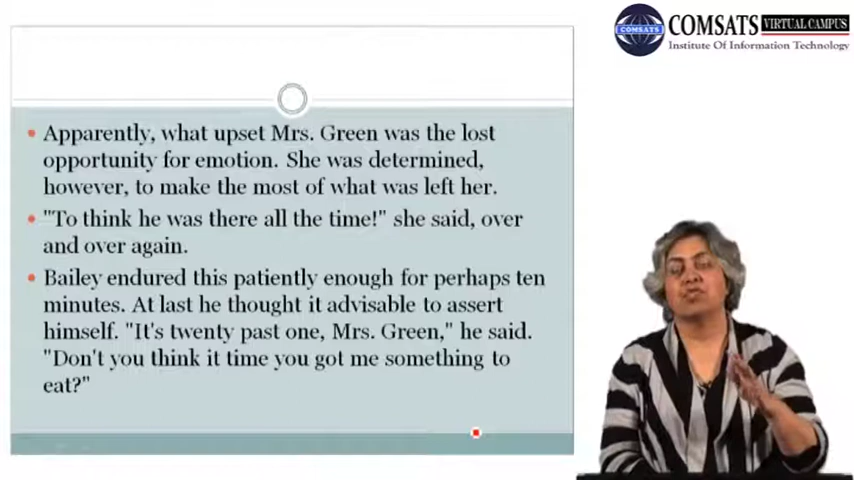 COMSATS VIRTUAL CAMPUS
COMSATS
Institute Of Information Technology
Apparently, what upset Mrs. Green was the lost
opportunity for emotion. She was determined,
however, to make the most of what was left her.
"To think he was there all the time!" she said, over
and over again.
Bailey endured this patiently enough for perhaps ten
minutes. At last he thought it advisable to assert
himself. "It's twenty past one, Mrs. Green," he said.
"Don't you think it time you got me something to
eat?"